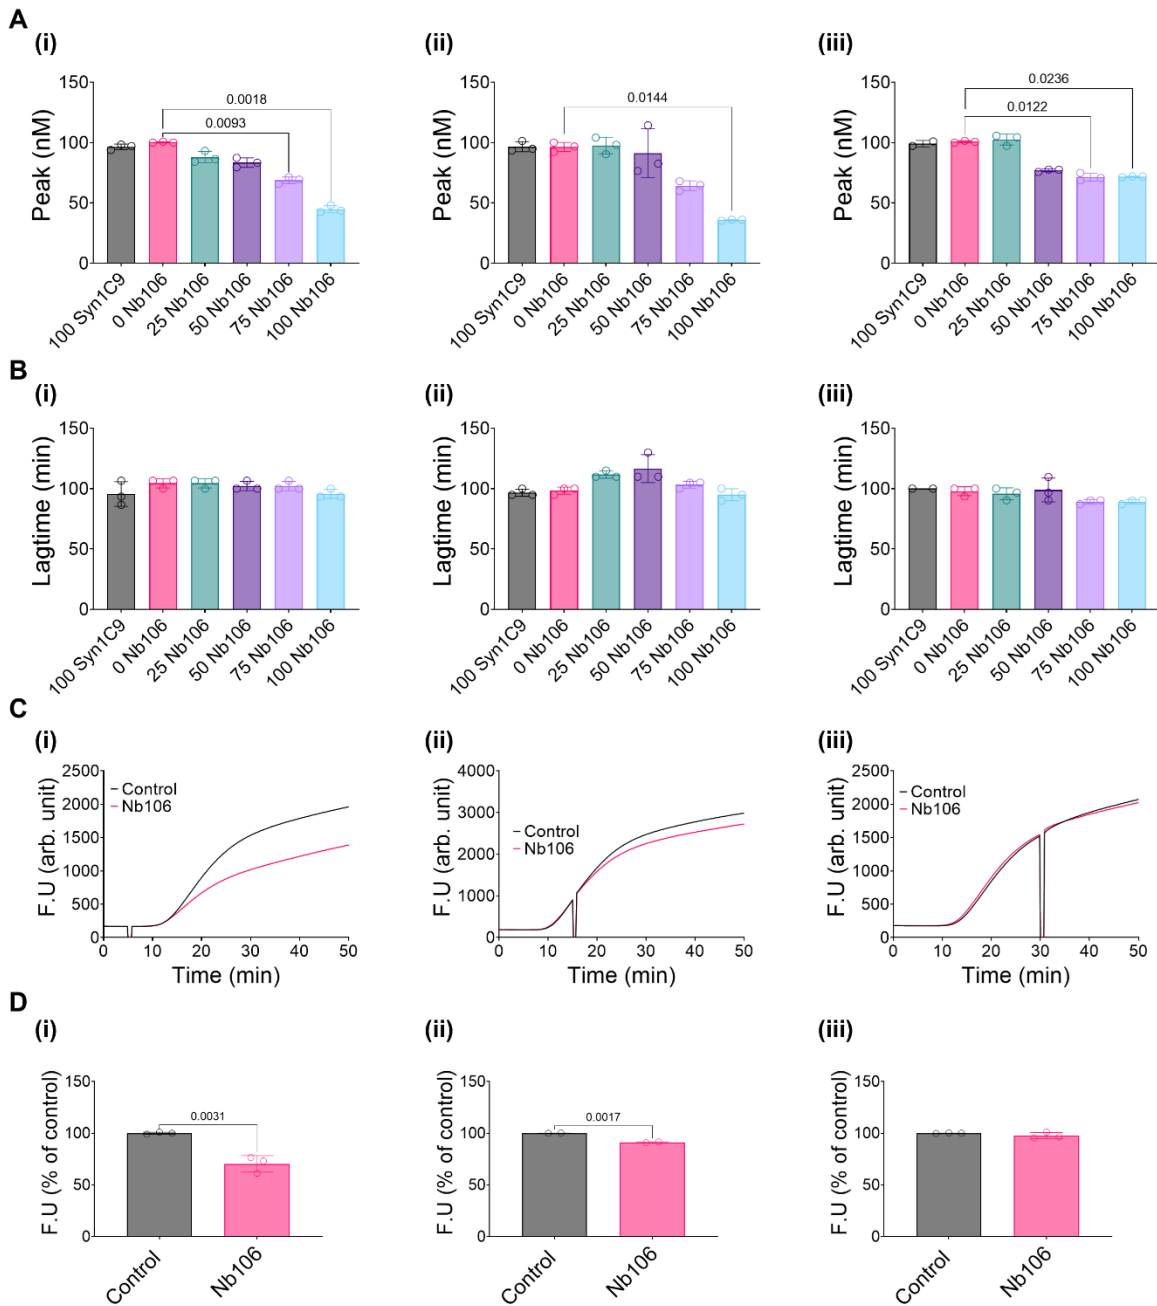 A
(i)
(ii)
(iii)
Peak (nM)
150
100
50
0
0.0018
0.0093
100 Syn1C9
0 Nb106
25 Nb106
50 Nb106
75 Nb106
100 Nb106
Peak (nM)
150
100
50
0
0.0144
100 Syn1C9
0 Nb106
25 Nb106
50 Nb106
75 Nb106
100 Nb106
Peak (nM)
150
100
50
0
0.0236
0.0122
100 Syn1C9
0 Nb106
25 Nb106
50 Nb106
75 Nb106
100 Nb106
B
(i)
(ii)
(iii)
Lagtime (min)
150
100
50
0
100 Syn1C9
0 Nb106
25 Nb106
50 Nb106
75 Nb106
100 Nb106
Lagtime (min)
150
100
50
0
100 Syn1C9
0 Nb106
25 Nb106
50 Nb106
75 Nb106
100 Nb106
Lagtime (min)
150
100
50
0
100 Syn1C9
0 Nb106
25 Nb106
50 Nb106
75 Nb106
100 Nb106
C
(i)
(ii)
(iii)
F.U (arb. unit)
2500
2000
1500
1000
500
0
Control
Nb106
0 10 20 30 40 50
Time (min)
F.U (arb. unit)
4000
3000
2000
1000
0
Control
Nb106
0 10 20 30 40 50
Time (min)
F.U (arb. unit)
2500
2000
1500
1000
500
0
Control
Nb106
0 10 20 30 40 50
Time (min)
D
(i)
(ii)
(iii)
F.U (% of control)
150
100
50
0
0.0031
Control
Nb106
F.U (% of control)
150
100
50
0
0.0017
Control
Nb106
F.U (% of control)
150
100
50
0
Control
Nb106